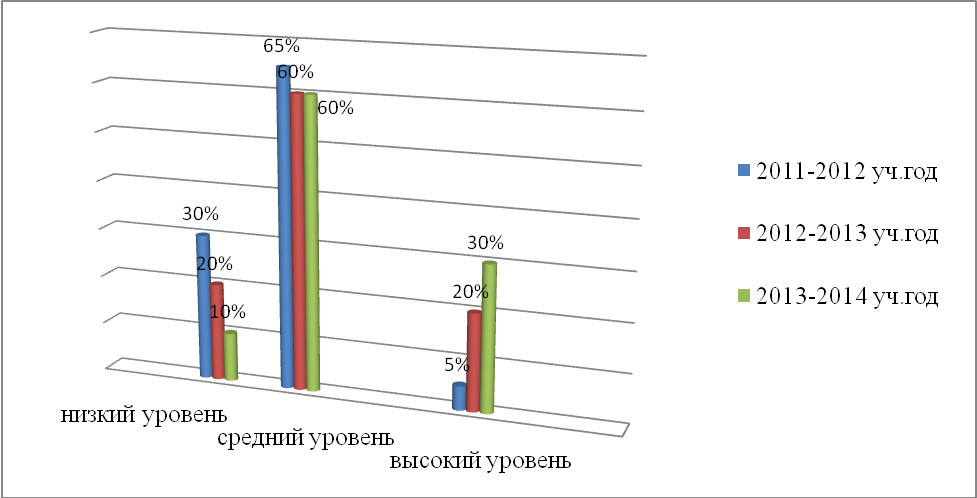 65%
60%
60%
30%
20%
10%
30%
20%
5%
низкий уровень
средний уровень
высокий уровень
2011-2012 уч.год
2012-2013 уч.год
2013-2014 уч.год